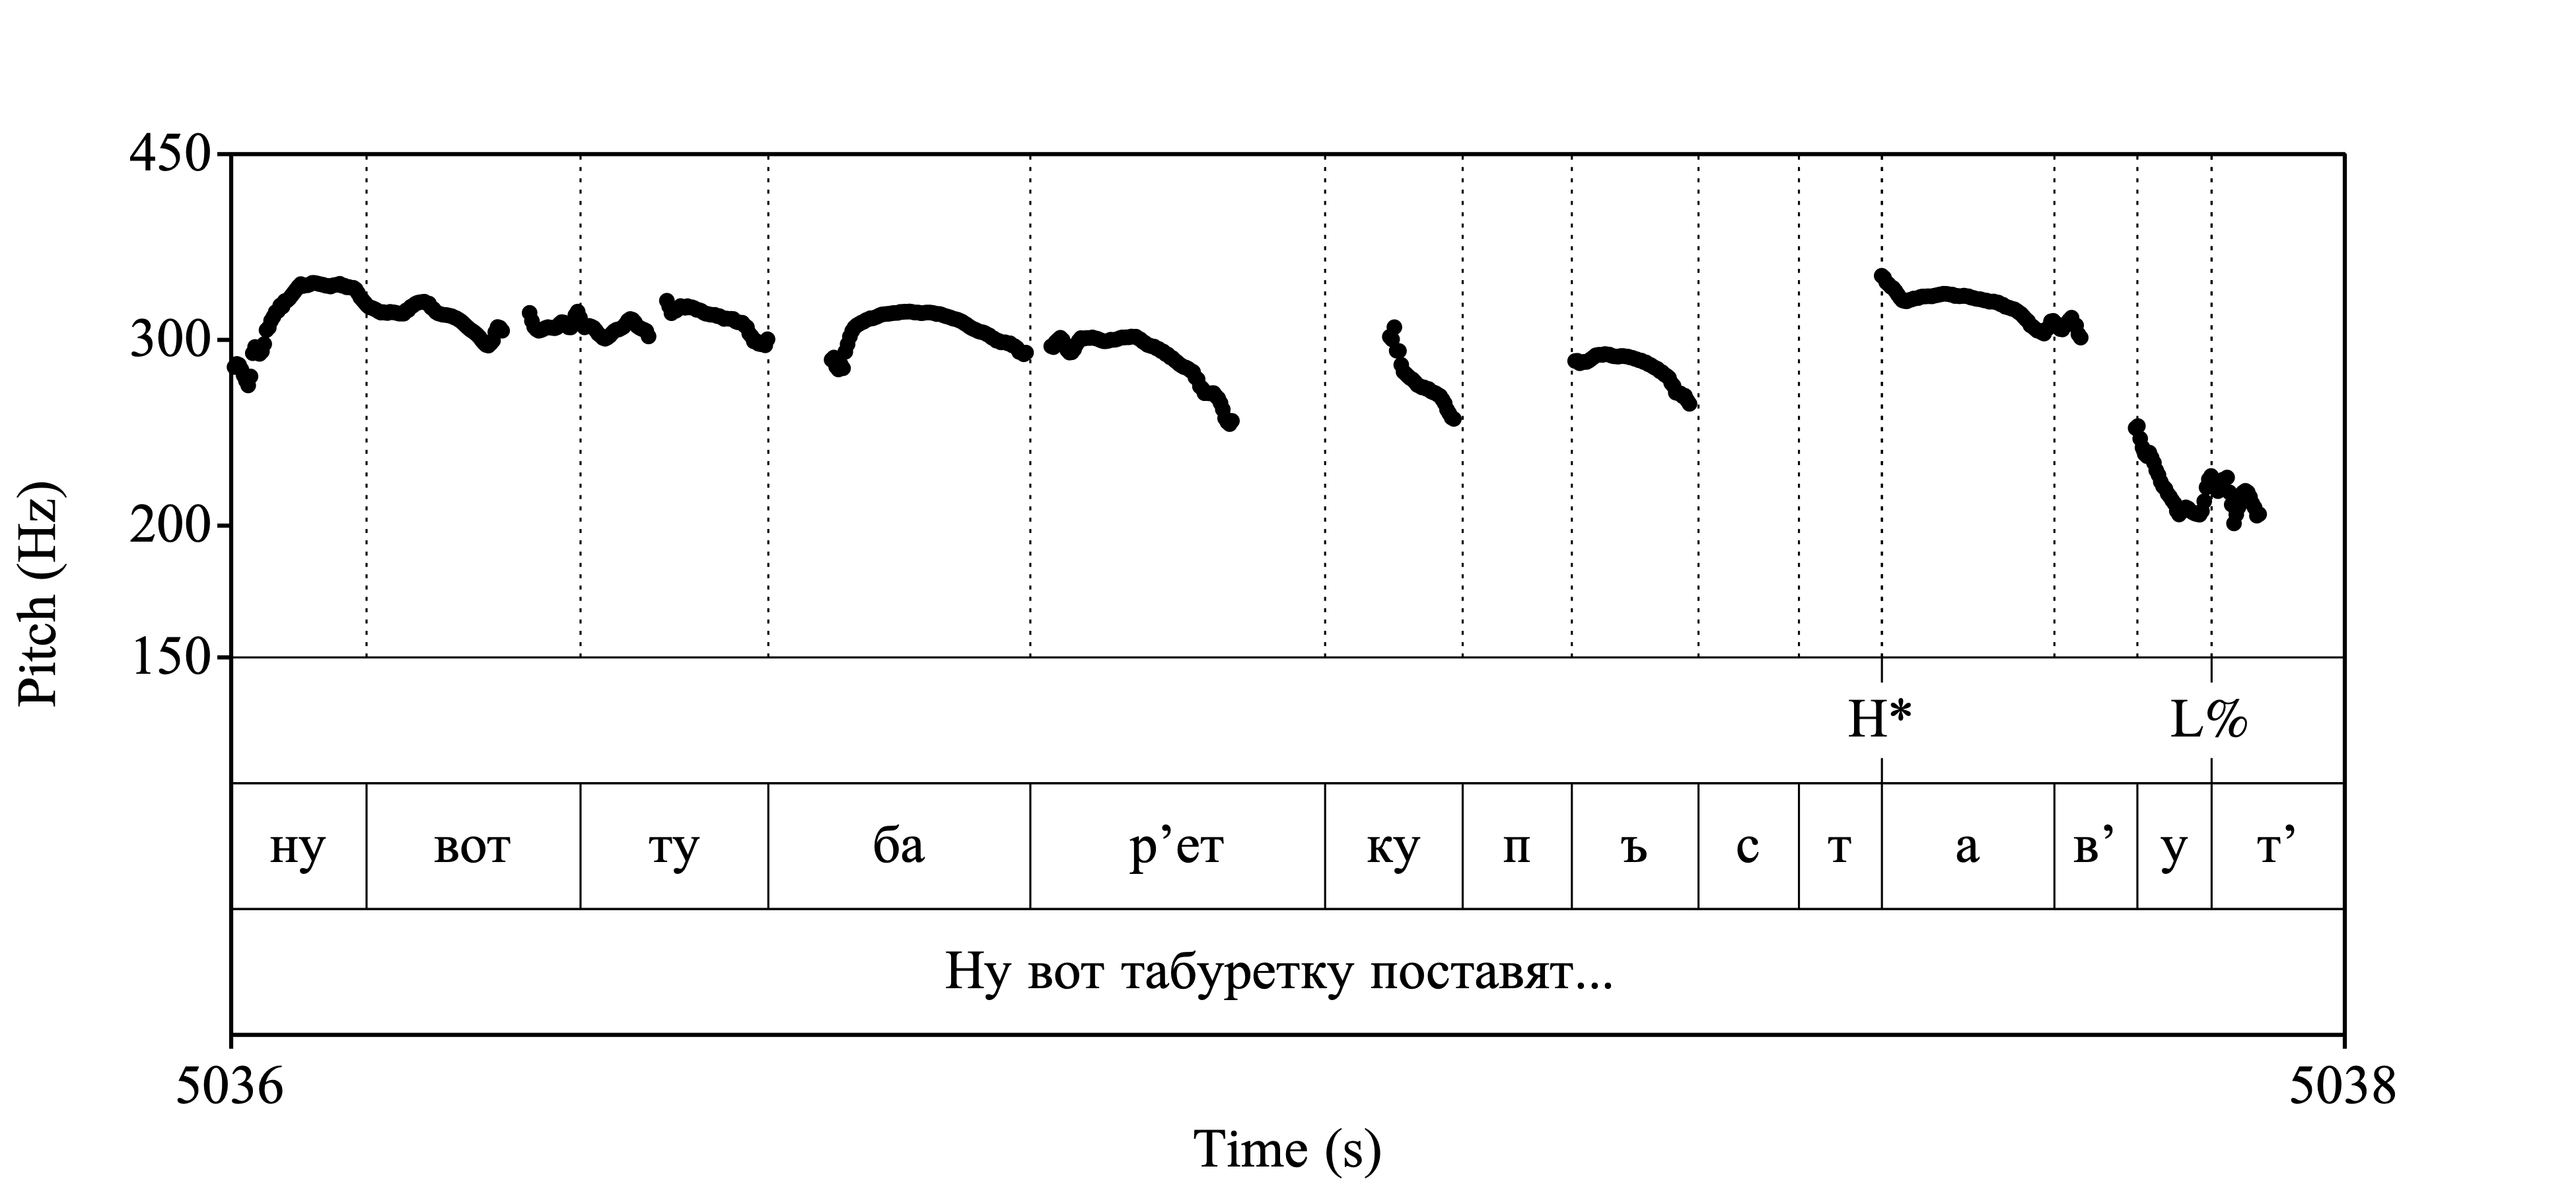 450
300
200
150
Pitch (Hz)
H* L%
ну вот ту ба р’ет ку п ъ с т а в’ у т’
Ну вот табуретку поставят...
5036 5038
Time (s)